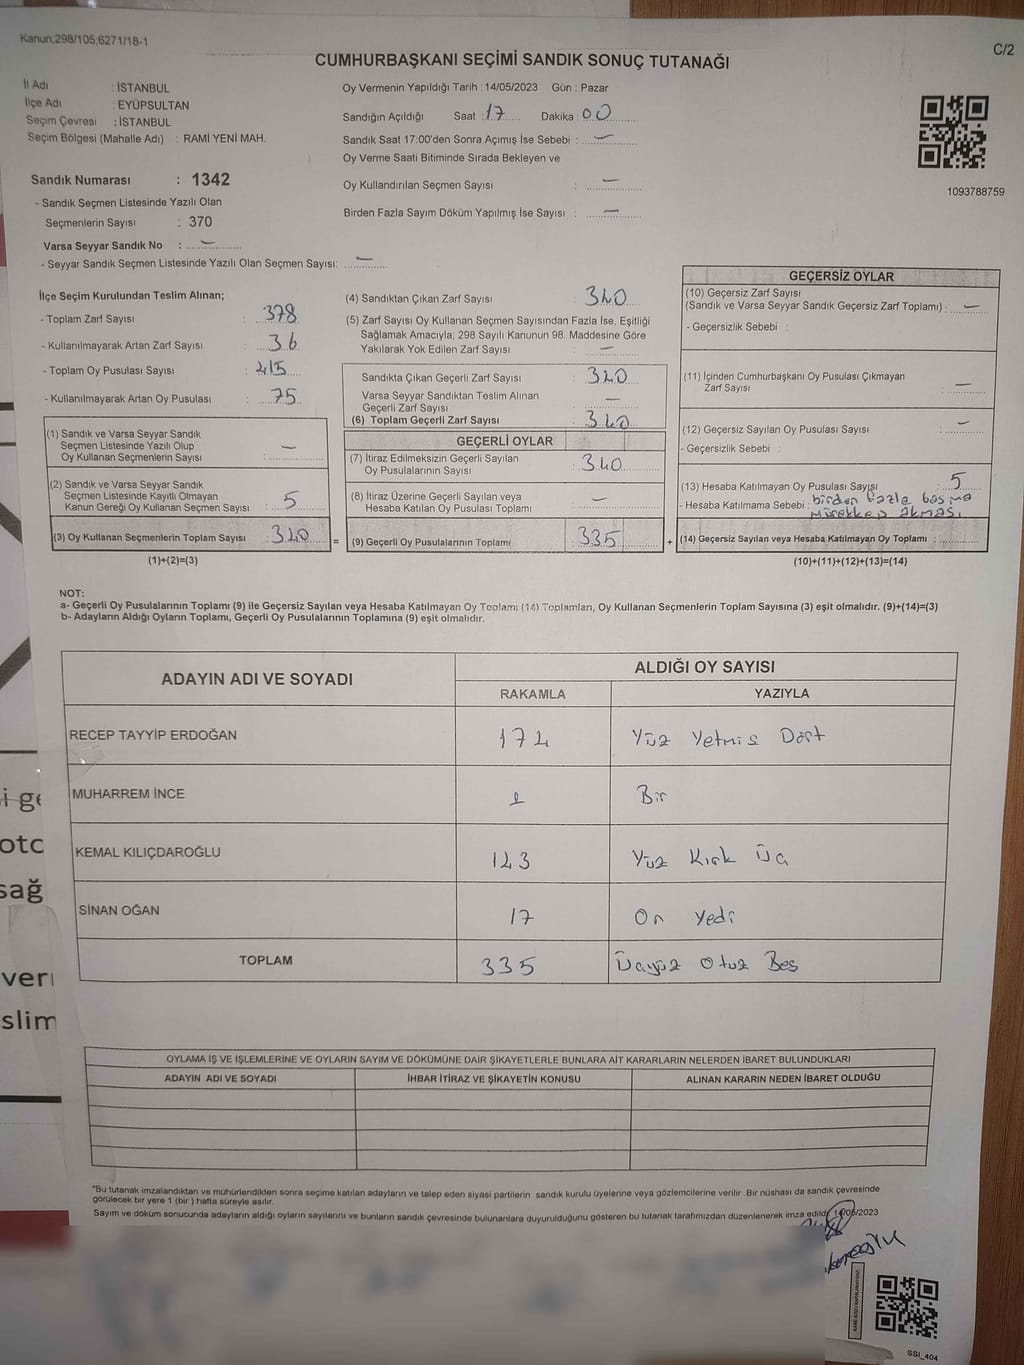 Kanun:298/105;6271/18-1
C/2
CUMHURBAŞKANI SEÇİMİ SANDIK SONUÇ TUTANAĞI
İl Adı : İSTANBUL
İlçe Adı : EYÜPSULTAN
Seçim Çevresi : İSTANBUL
Seçim Bölgesi (Mahalle Adı) : RAMİ YENİ MAH.
Oy Vermenin Yapıldığı Tarih : 14/05/2023 Gün : Pazar
Sandığın Açıldığı Saat : 17 Dakika : 00
Sandık Saat 17:00'den Sonra Açımış İse Sebebi : —
Oy Verme Saati Bitiminde Sırada Bekleyen ve
Oy Kullandırılan Seçmen Sayısı : —
Birden Fazla Sayım Döküm Yapılmış İse Sayısı : —
1093788759
Sandık Numarası : 1342
- Sandık Seçmen Listesinde Yazılı Olan
Seçmenlerin Sayısı : 370
Varsa Seyyar Sandık No : —
- Seyyar Sandık Seçmen Listesinde Yazılı Olan Seçmen Sayısı: —
İlçe Seçim Kurulundan Teslim Alınan;
- Toplam Zarf Sayısı : 378
- Kullanılmayarak Artan Zarf Sayısı : 36
- Toplam Oy Pusulası Sayısı : 415
- Kullanılmayarak Artan Oy Pusulası : 75
(1) Sandık ve Varsa Seyyar Sandık
Seçmen Listesinde Yazılı Olup
Oy Kullanan Seçmenlerin Sayısı : —
(2) Sandık ve Varsa Seyyar Sandık
Seçmen Listesinde Kayıtlı Olmayan
Kanun Gereği Oy Kullanan Seçmen Sayısı : 5
(3) Oy Kullanan Seçmenlerin Toplam Sayısı : 340 =
(1)+(2)=(3)
(4) Sandıktan Çıkan Zarf Sayısı : 340
(5) Zarf Sayısı Oy Kullanan Seçmen Sayısından Fazla İse, Eşitliği
Sağlamak Amacıyla; 298 Sayılı Kanunun 98. Maddesine Göre
Yakılarak Yok Edilen Zarf Sayısı : —
Sandıkta Çıkan Geçerli Zarf Sayısı : 340
Varsa Seyyar Sandıktan Teslim Alınan
Geçerli Zarf Sayısı : —
(6) Toplam Geçerli Zarf Sayısı : 340
GEÇERLİ OYLAR
(7) İtiraz Edilmeksizin Geçerli Sayılan
Oy Pusulalarının Sayısı : 340
(8) İtiraz Üzerine Geçerli Sayılan veya
Hesaba Katılan Oy Pusulaları Toplamı : —
(9) Geçerli Oy Pusulalarının Toplamı : 335 +
GEÇERSİZ OYLAR
(10) Geçersiz Zarf Sayısı
(Sandık ve Varsa Seyyar Sandık Geçersiz Zarf Toplamı) : —
- Geçersizlik Sebebi :
(11) İçinden Cumhurbaşkanı Oy Pusulası Çıkmayan
Zarf Sayısı : —
(12) Geçersiz Sayılan Oy Pusulası Sayısı : —
- Geçersizlik Sebebi :
(13) Hesaba Katılmayan Oy Pusulası Sayısı : 5
- Hesaba Katılmama Sebebi : birden fazla basma
mürekkep akması
(14) Geçersiz Sayılan veya Hesaba Katılmayan Oy Toplamı :
(10)+(11)+(12)+(13)=(14)
NOT:
a- Geçerli Oy Pusulalarının Toplamı (9) ile Geçersiz Sayılan veya Hesaba Katılmayan Oy Toplamı (14) Toplamları, Oy Kullanan Seçmenlerin Toplam Sayısına (3) eşit olmalıdır. (9)+(14)=(3)
b- Adayların Aldığı Oyların Toplamı, Geçerli Oy Pusulalarının Toplamına (9) eşit olmalıdır.
ADAYIN ADI VE SOYADI
ALDIĞI OY SAYISI
RAKAMLA YAZIYLA
RECEP TAYYİP ERDOĞAN 174 Yüz Yetmiş Dört
MUHARREM İNCE 1 Bir
KEMAL KILIÇDAROĞLU 143 Yüz Kırk Üç
SİNAN OĞAN 17 On Yedi
TOPLAM 335 Üçyüz Otuz Beş
OYLAMA İŞ VE İŞLEMLERİNE VE OYLARIN SAYIM VE DÖKÜMÜNE DAİR ŞİKAYETLERLE BUNLARA AİT KARARLARIN NELERDEN İBARET BULUNDUKLARI
ADAYIN ADI VE SOYADI İHBAR İTİRAZ VE ŞİKAYETİN KONUSU ALINAN KARARIN NEDEN İBARET OLDUĞU
*Bu tutanak imzalandıktan ve mühürlendikten sonra seçime katılan adayların ve talep eden siyasi partilerin sandık kurulu üyelerine veya gözlemcilerine verilir. Bir nüshası da sandık çevresinde
görülecek bir yere 1 (bir) hafta süreyle asılır.
Sayım ve döküm sonucunda adayların aldığı oyların sayılarını ve bunların sandık çevresinde bulunanlara duyurulduğunu gösteren bu tutanak tarafımızdan düzenlenerek imza edildi. 14/05/2023
SSI_404
i ge
otc
sağ
veri
slim